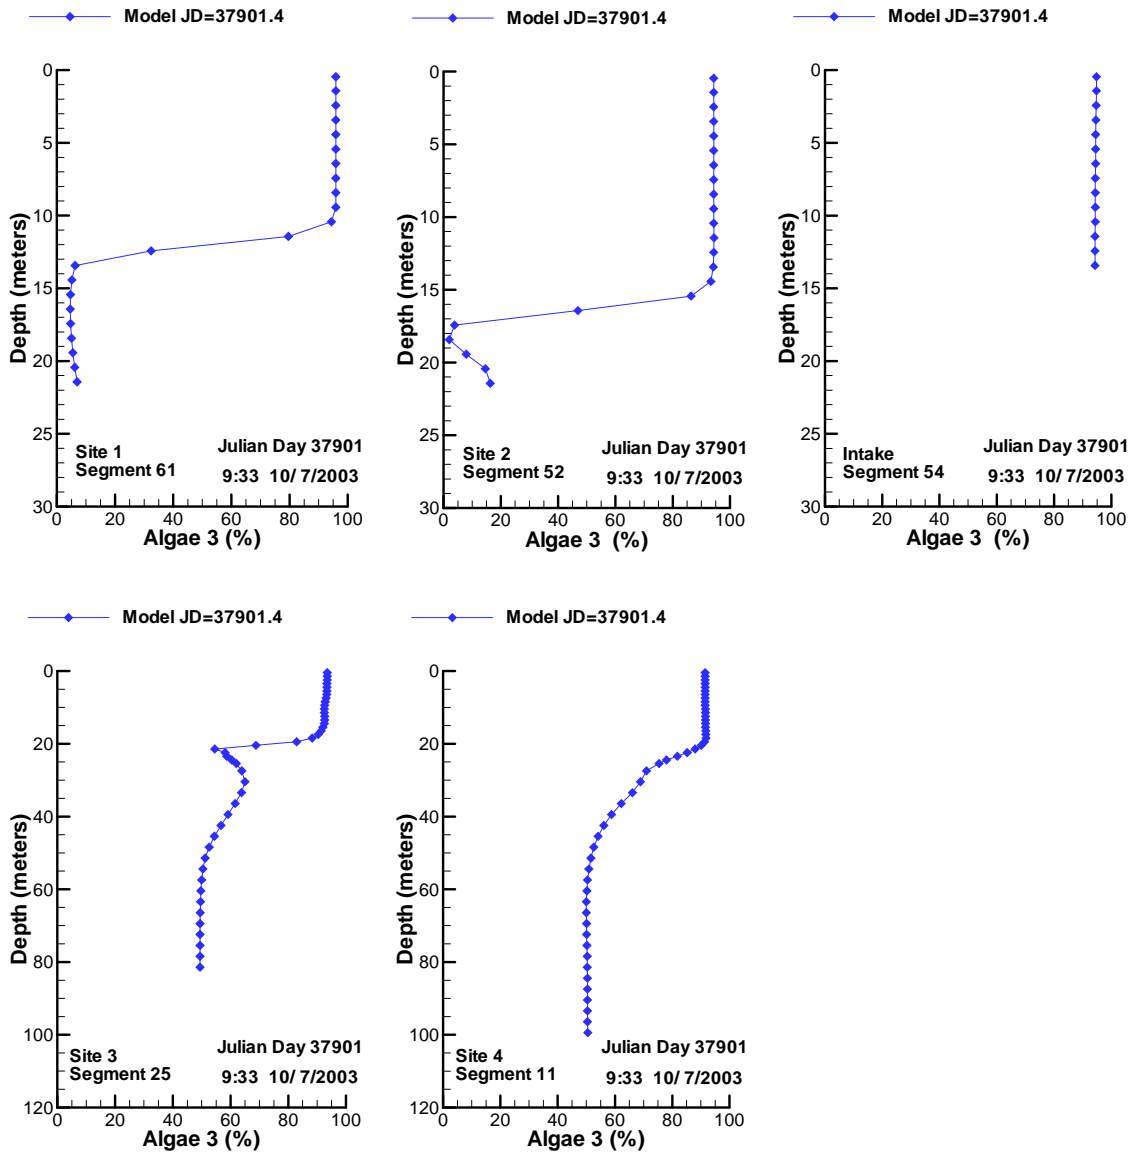 Model JD=37901.4
Model JD=37901.4
Model JD=37901.4
0
5
10
15
20
25
30
Depth (meters)
Site 1
Segment 61
Julian Day 37901
9:33 10/ 7/2003
0 20 40 60 80 100
Algae 3 (%)
0
5
10
15
20
25
30
Depth (meters)
Site 2
Segment 52
Julian Day 37901
9:33 10/ 7/2003
0 20 40 60 80 100
Algae 3 (%)
0
5
10
15
20
25
30
Depth (meters)
Intake
Segment 54
Julian Day 37901
9:33 10/ 7/2003
0 20 40 60 80 100
Algae 3 (%)
Model JD=37901.4
Model JD=37901.4
0
20
40
60
80
100
120
Depth (meters)
Site 3
Segment 25
Julian Day 37901
9:33 10/ 7/2003
0 20 40 60 80 100
Algae 3 (%)
0
20
40
60
80
100
120
Depth (meters)
Site 4
Segment 11
Julian Day 37901
9:33 10/ 7/2003
0 20 40 60 80 100
Algae 3 (%)